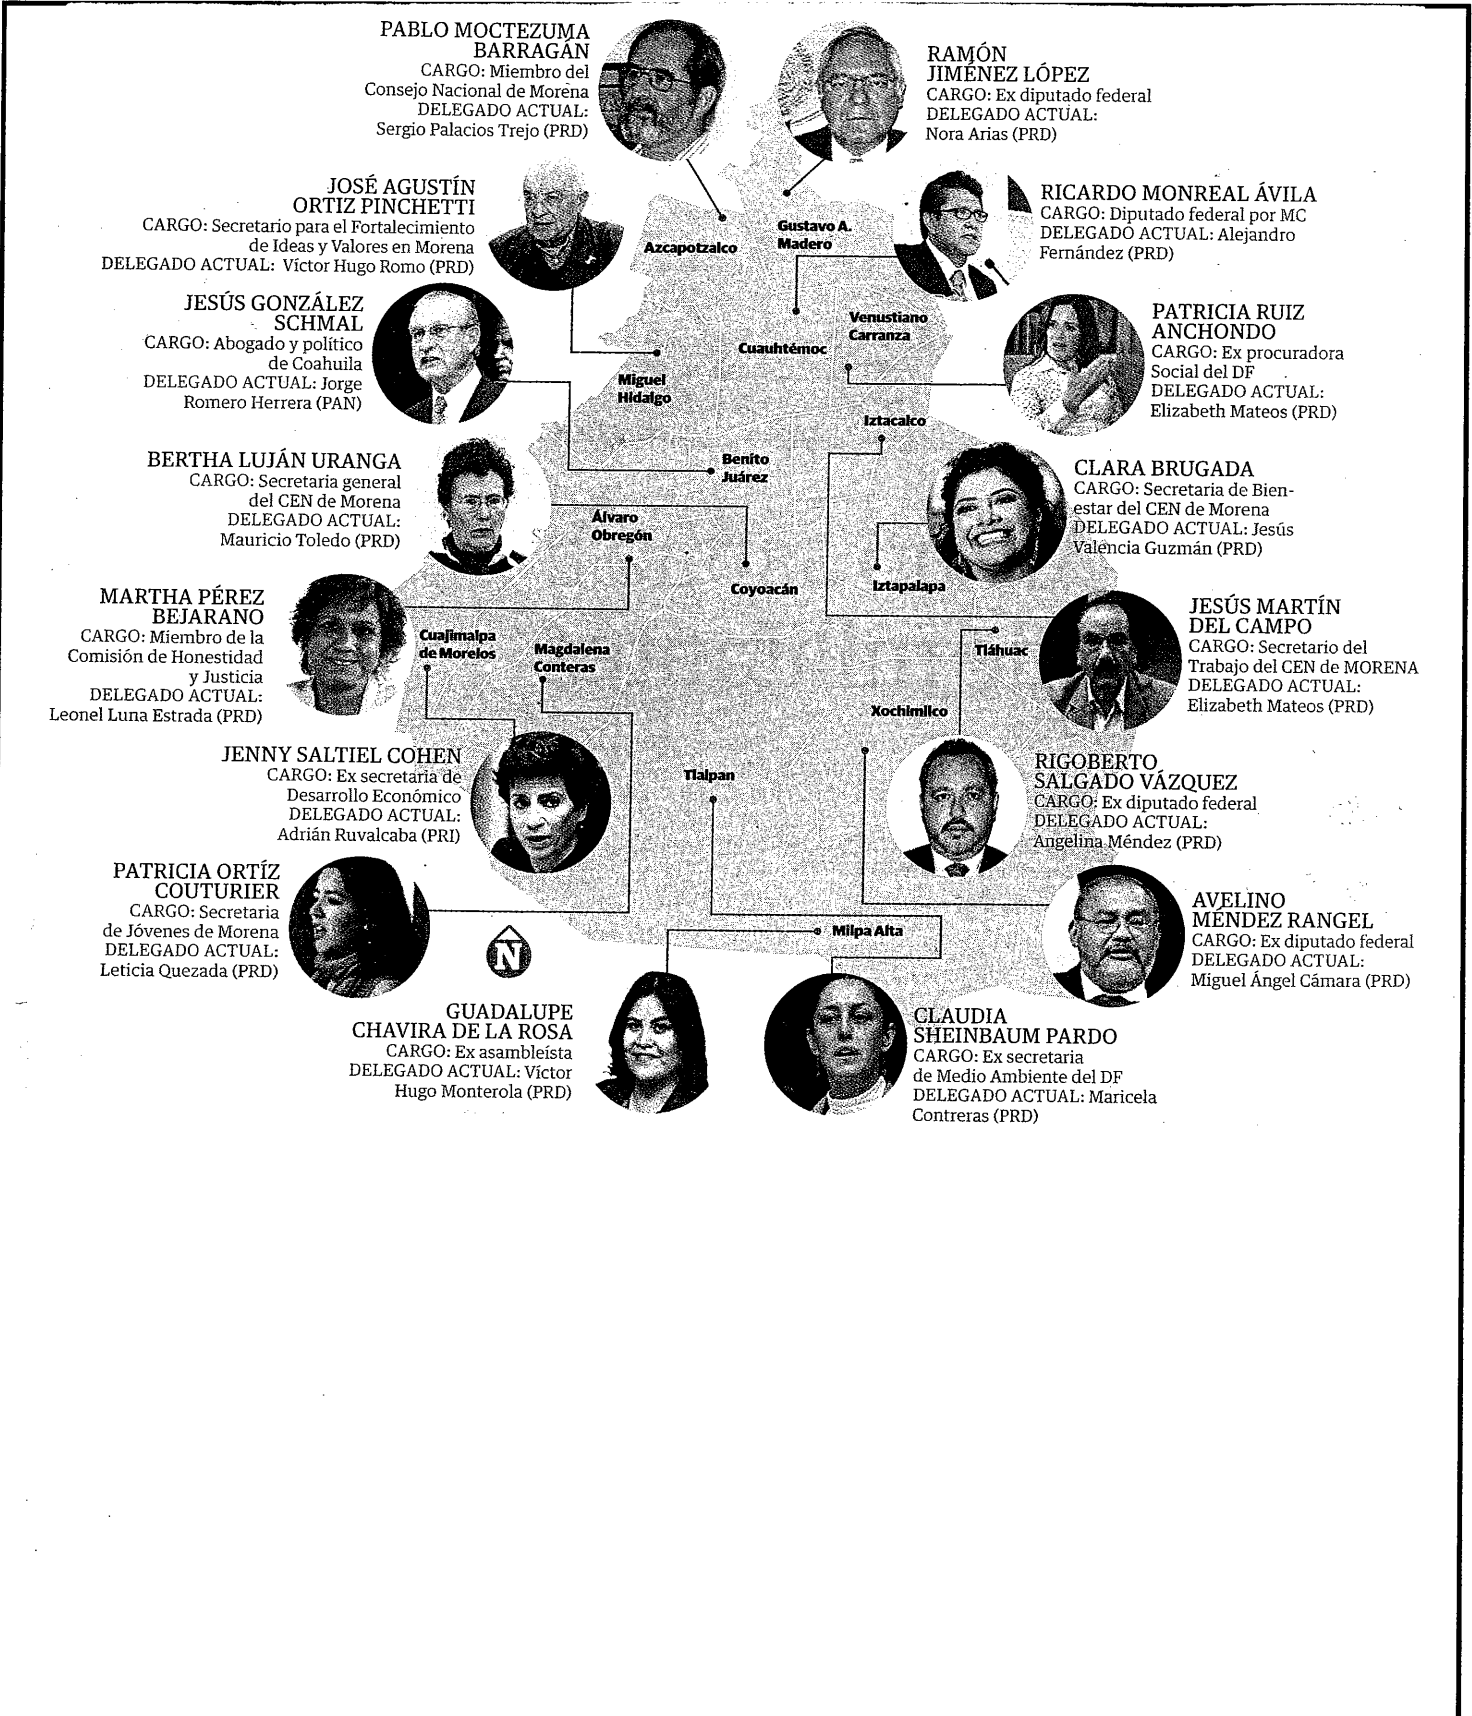 PABLO MOCTEZUMA
BARRAGÁN
CARGO: Miembro del
Consejo Nacional de Morena
DELEGADO ACTUAL:
Sergio Palacios Trejo (PRD)
RAMÓN
JIMÉNEZ LÓPEZ
CARGO: Ex diputado federal
DELEGADO ACTUAL:
Nora Arias (PRD)
JOSÉ AGUSTÍN
ORTIZ PINCHETTI
CARGO: Secretario para el Fortalecimiento
de Ideas y Valores en Morena
DELEGADO ACTUAL: Víctor Hugo Romo (PRD)
RICARDO MONREAL ÁVILA
CARGO: Diputado federal por MC
DELEGADO ACTUAL: Alejandro
Fernández (PRD)
JESÚS GONZÁLEZ
SCHMAL
CARGO: Abogado y político
de Coahuila
DELEGADO ACTUAL: Jorge
Romero Herrera (PAN)
PATRICIA RUIZ
ANCHONDO
CARGO: Ex procuradora
Social del DF
DELEGADO ACTUAL:
Elizabeth Mateos (PRD)
BERTHA LUJÁN URANGA
CARGO: Secretaria general
del CEN de Morena
DELEGADO ACTUAL:
Mauricio Toledo (PRD)
CLARA BRUGADA
CARGO: Secretaria de Bien-
estar del CEN de Morena
DELEGADO ACTUAL: Jesús
Valencia Guzmán (PRD)
MARTHA PÉREZ
BEJARANO
CARGO: Miembro de la
Comisión de Honestidad
y Justicia
DELEGADO ACTUAL:
Leonel Luna Estrada (PRD)
JESÚS MARTÍN
DEL CAMPO
CARGO: Secretario del
Trabajo del CEN de MORENA
DELEGADO ACTUAL:
Elizabeth Mateos (PRD)
JENNY SALTIEL COHEN
CARGO: Ex secretaria de
Desarrollo Económico
DELEGADO ACTUAL:
Adrián Ruvalcaba (PRI)
RIGOBERTO
SALGADO VÁZQUEZ
CARGO: Ex diputado federal
DELEGADO ACTUAL:
Angelina Méndez (PRD)
PATRICIA ORTÍZ
COUTURIER
CARGO: Secretaria
de Jóvenes de Morena
DELEGADO ACTUAL:
Leticia Quezada (PRD)
AVELINO
MÉNDEZ RANGEL
CARGO: Ex diputado federal
DELEGADO ACTUAL:
Miguel Ángel Cámara (PRD)
GUADALUPE
CHAVIRA DE LA ROSA
CARGO: Ex asambleísta
DELEGADO ACTUAL: Víctor
Hugo Monterola (PRD)
CLAUDIA
SHEINBAUM PARDO
CARGO: Ex secretaria
de Medio Ambiente del DF
DELEGADO ACTUAL: Maricela
Contreras (PRD)
Azcapotzalco
Gustavo A.
Madero
Venustiano
Carranza
Cuauhtémoc
Miguel
Hidalgo
Iztacalco
Benito
Juárez
Álvaro
Obregón
Coyoacán
Iztapalapa
Cuajimalpa
de Morelos
Magdalena
Conteras
Tláhuac
Xochimilco
Tlalpan
Milpa Alta
N